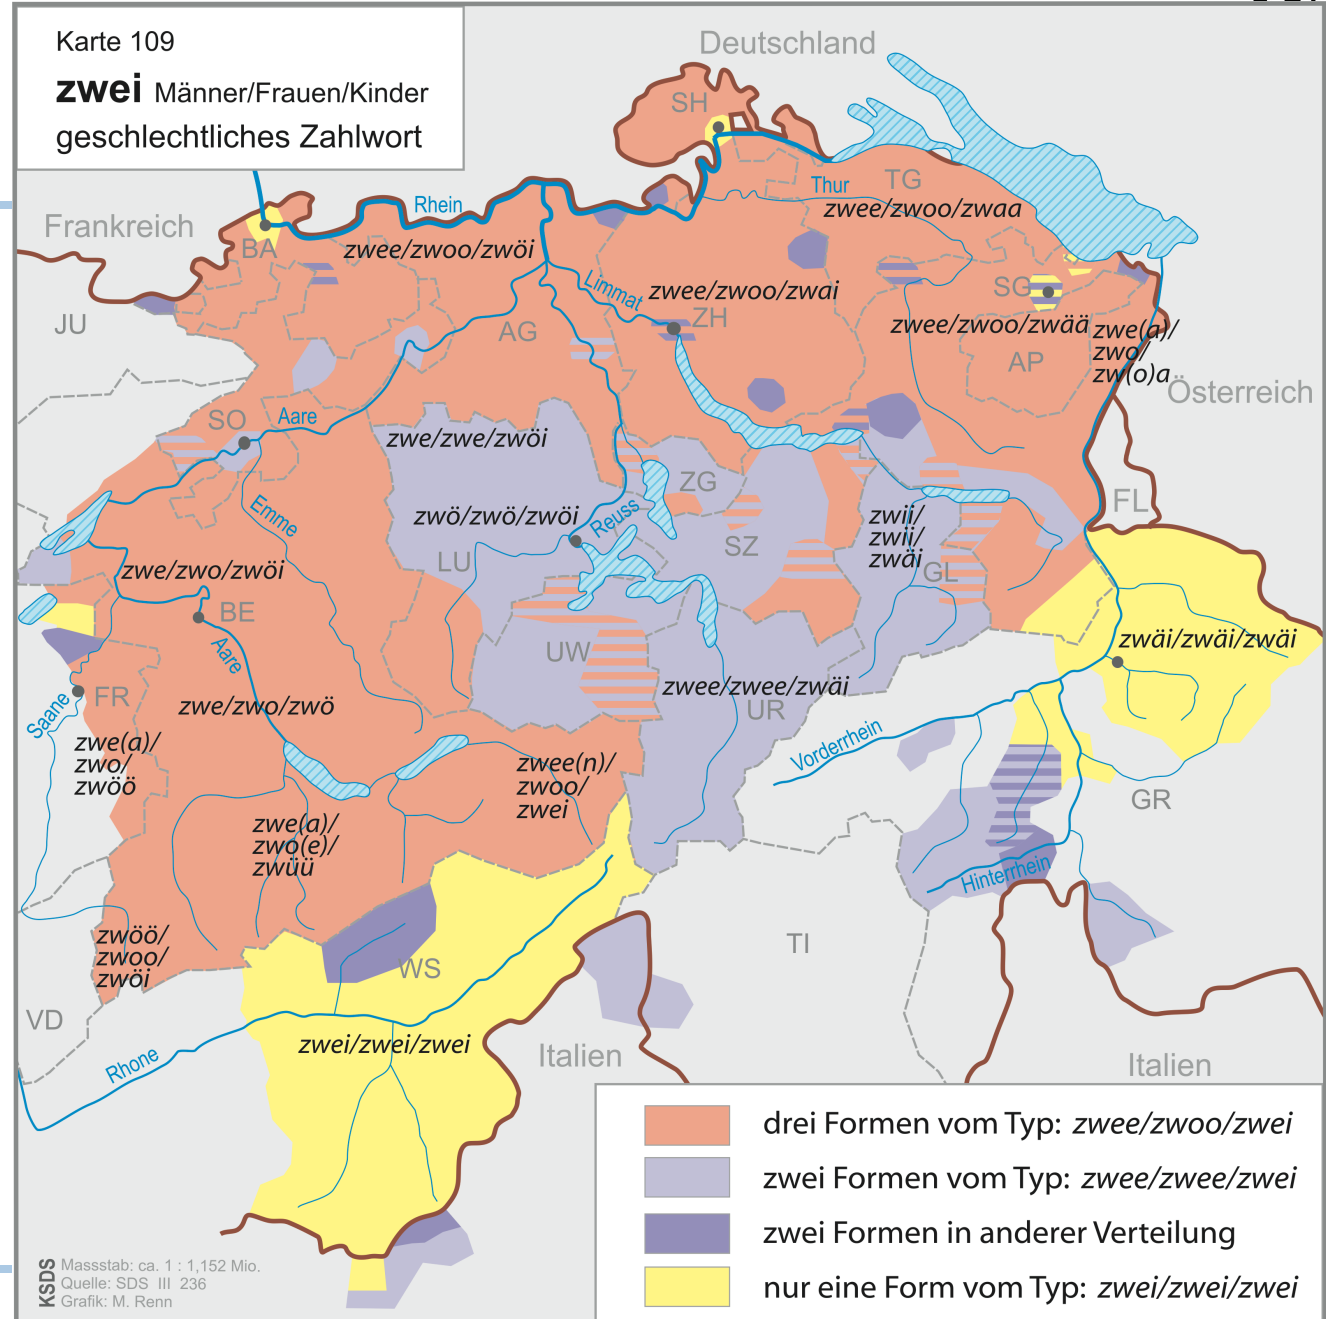 Karte 109
zwei Männer/Frauen/Kinder
geschlechtliches Zahlwort
Deutschland
SH
Thur
TG
zwee/zwoo/zwaa
Frankreich
Rhein
BA
zwee/zwoo/zwöi
Limmat
zwee/zwoo/zwai
SG
JU
AG
ZH
zwee/zwoo/zwää
zwe(a)/
zwo/
zw(o)a
AP
Österreich
SO
Aare
zwe/zwe/zwöi
ZG
FL
Emme
zwö/zwö/zwöi
Reuss
zwii/
zwii/
zwäi
SZ
LU
GL
zwe/zwo/zwöi
BE
Aare
UW
zwäi/zwäi/zwäi
FR
Saane
zwe/zwo/zwö
zwee/zwee/zwäi
UR
zwe(a)/
zwo/
zwöö
Vorderrhein
zwee(n)/
zwoo/
zwei
GR
zwe(a)/
zwo(e)/
zwüü
Hinterrhein
zwöö/
zwoo/
zwöi
WS
TI
VD
zwei/zwei/zwei
Rhone
Italien
Italien
drei Formen vom Typ: zwee/zwoo/zwei
zwei Formen vom Typ: zwee/zwee/zwei
zwei Formen in anderer Verteilung
nur eine Form vom Typ: zwei/zwei/zwei
KSDS
Massstab: ca. 1 : 1,152 Mio.
Quelle: SDS III 236
Grafik: M. Renn